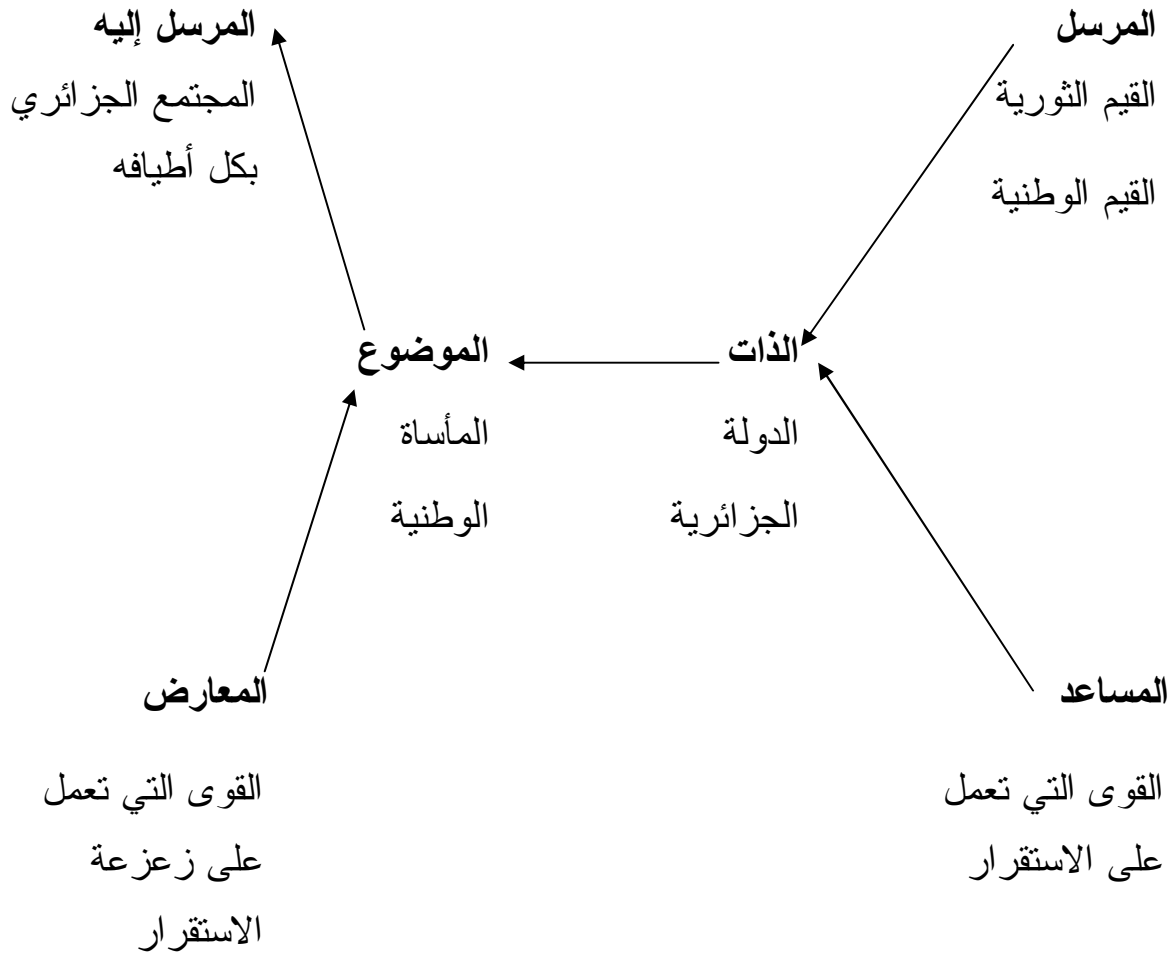 المرسل
القيم الثورية
القيم الوطنية
المرسل إليه
المجتمع الجزائري
بكل أطيافه
الذات
الدولة
الجزائرية
الموضوع
المأساة
الوطنية
المساعد
القوى التي تعمل
على الاستقرار
المعارض
القوى التي تعمل
على زعزعة
الاستقرار